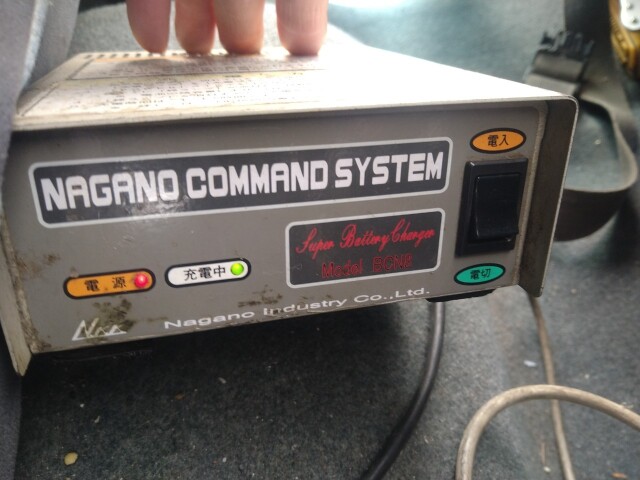 電入
NAGANO COMMAND SYSTEM
Super Battery Charger
Model
電源
充電中
電切
Nagano Industry Co.,Ltd.